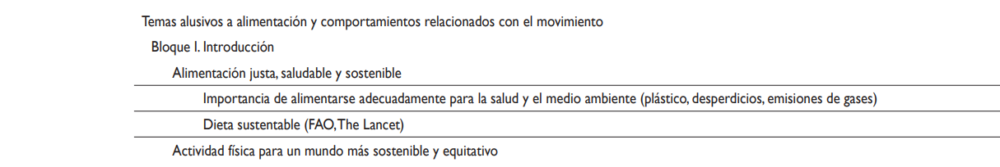 Temas alusivos a alimentación y comportamientos relacionados con el movimiento
Bloque I. Introducción
Alimentación justa, saludable y sostenible
Importancia de alimentarse adecuadamente para la salud y el medio ambiente (plástico, desperdicios, emisiones de gases)
Dieta sustentable (FAO, The Lancet)
Actividad física para un mundo más sostenible y equitativo